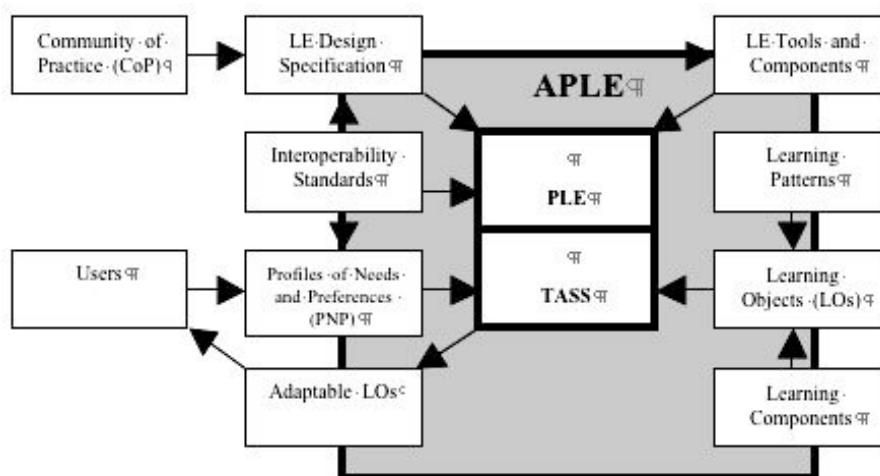 Community of
Practice (CoP)
LE Design
Specification ¶
LE Tools and
Components ¶
APLE ¶
Interoperability
Standards ¶
¶
PLE ¶
Learning
Patterns ¶
Users ¶
Profiles of Needs
and Preferences
(PNP) ¶
¶
TASS ¶
Learning
Objects (LOs) ¶
Adaptable LOs
Learning
Components ¶